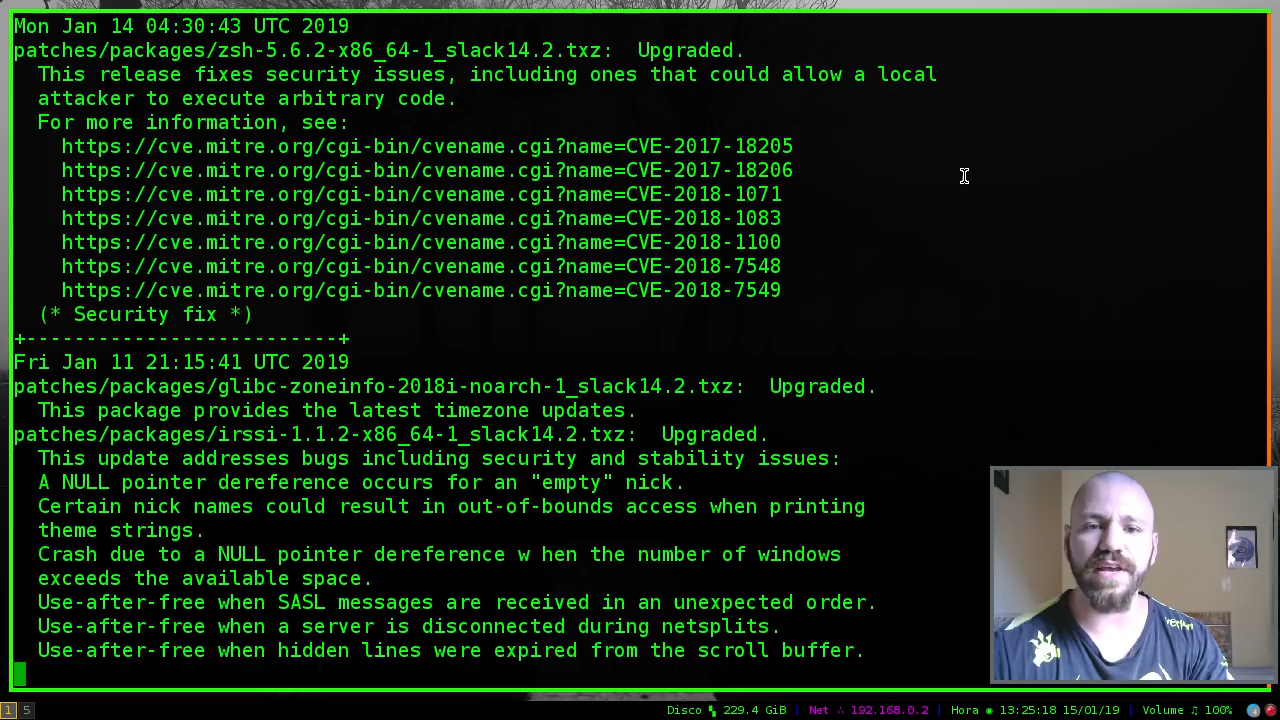 Mon Jan 14 04:30:43 UTC 2019
patches/packages/zsh-5.6.2-x86_64-1_slack14.2.txz:  Upgraded.
  This release fixes security issues, including ones that could allow a local
  attacker to execute arbitrary code.
  For more information, see:
    https://cve.mitre.org/cgi-bin/cvename.cgi?name=CVE-2017-18205
    https://cve.mitre.org/cgi-bin/cvename.cgi?name=CVE-2017-18206
    https://cve.mitre.org/cgi-bin/cvename.cgi?name=CVE-2018-1071
    https://cve.mitre.org/cgi-bin/cvename.cgi?name=CVE-2018-1083
    https://cve.mitre.org/cgi-bin/cvename.cgi?name=CVE-2018-1100
    https://cve.mitre.org/cgi-bin/cvename.cgi?name=CVE-2018-7548
    https://cve.mitre.org/cgi-bin/cvename.cgi?name=CVE-2018-7549
  (* Security fix *)
+--------------------------+
Fri Jan 11 21:15:41 UTC 2019
patches/packages/glibc-zoneinfo-2018i-noarch-1_slack14.2.txz:  Upgraded.
  This package provides the latest timezone updates.
patches/packages/irssi-1.1.2-x86_64-1_slack14.2.txz:  Upgraded.
  This update addresses bugs including security and stability issues:
  A NULL pointer dereference occurs for an "empty" nick.
  Certain nick names could result in out-of-bounds access when printing
  theme strings.
  Crash due to a NULL pointer dereference w hen the number of windows
  exceeds the available space.
  Use-after-free when SASL messages are received in an unexpected order.
  Use-after-free when a server is disconnected during netsplits.
  Use-after-free when hidden lines were expired from the scroll buffer.
1 5 Disco 229.4 GiB | Net ∴ 192.168.0.2 | Hora ◉ 13:25:18 15/01/19 | Volume ♫ 100%